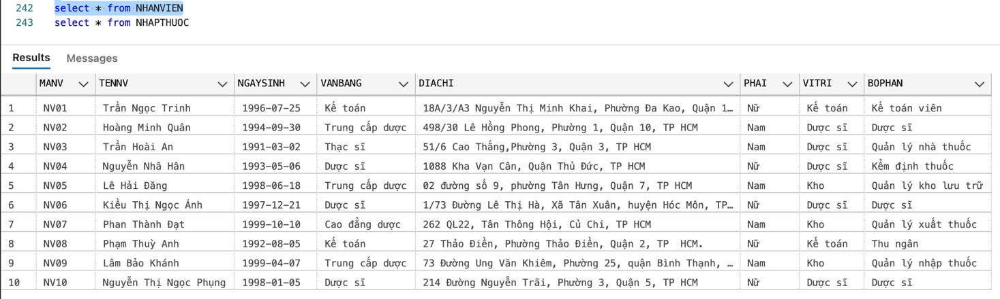 242 select * from NHANVIEN
243 select * from NHAPTHUOC
Results Messages
MANV TENNV NGAYSINH VANBANG DIACHI PHAI VITRI BOPHAN
1 NV01 Trần Ngọc Trinh 1996-07-25 Kế toán 18A/3/A3 Nguyễn Thị Minh Khai, Phường Đa Kao, Quận 1… Nữ Kế toán Kế toán viên
2 NV02 Hoàng Minh Quân 1994-09-30 Trung cấp dược 498/30 Lê Hồng Phong, Phường 1, Quận 10, TP HCM Nam Dược sĩ Dược sĩ
3 NV03 Trần Hoài An 1991-03-02 Thạc sĩ 51/6 Cao Thắng,Phường 3, Quận 3, TP HCM Nam Dược sĩ Quản lý nhà thuốc
4 NV04 Nguyễn Nhã Hân 1993-05-06 Dược sĩ 1088 Kha Vạn Cân, Quận Thủ Đức, TP HCM Nữ Dược sĩ Kểm định thuốc
5 NV05 Lê Hải Đăng 1998-06-18 Trung cấp dược 02 đường số 9, phường Tân Hưng, Quận 7, TP HCM Nam Kho Quản lý kho lưu trữ
6 NV06 Kiều Thị Ngọc Ánh 1997-12-21 Dược sĩ 1/73 Đường Lê Thị Hà, Xã Tân Xuân, huyện Hóc Môn, TP… Nữ Dược sĩ Dược sĩ
7 NV07 Phan Thành Đạt 1999-10-10 Cao đẳng dược 262 QL22, Tân Thông Hội, Củ Chi, TP HCM Nam Kho Quản lý xuất thuốc
8 NV08 Phạm Thuỳ Anh 1992-08-05 Kế toán 27 Thảo Điền, Phường Thảo Điền, Quận 2, TP  HCM. Nữ Kế toán Thu ngân
9 NV09 Lâm Bảo Khánh 1999-04-07 Trung cấp dược 73 Đường Ung Văn Khiêm, Phường 25, quận Bình Thạnh, … Nam Kho Quản lý nhập thuốc
10 NV10 Nguyễn Thị Ngọc Phụng 1998-01-05 Dược sĩ 214 Đường Nguyễn Trãi, Phường 3, Quận 5, TP HCM Nữ Dược sĩ Dược sĩ